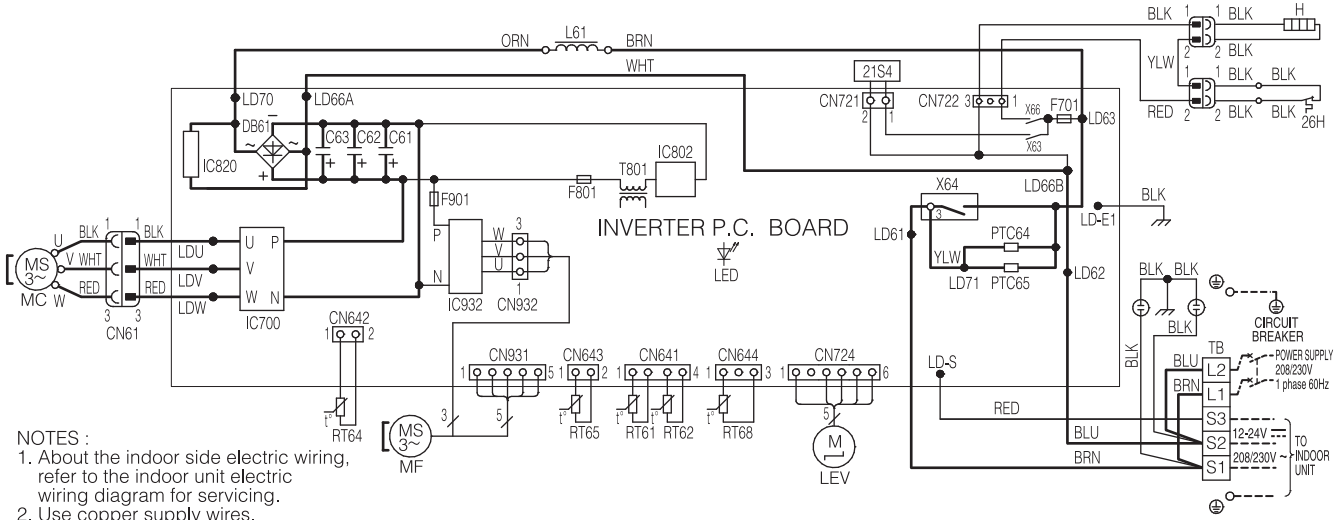 ORN L61 BRN
WHT
BLK 1 1 BLK H
2 2 BLK
YLW
1 1 BLK BLK
RED 2 2 BLK BLK
26H
21S4
CN721
2 1
CN722 3 1
X66 F701
X63
LD63
LD70 LD66A
DB61 −
~ ~
+
IC820
C63 C62 C61
+ + +
T801 IC802
F801
F901
X64
3
LD66B
LD61
PTC64
YLW
LD71 PTC65
LD62
BLK
LD-E1
INVERTER P.C. BOARD
LED
MS
3~
MC
U BLK 1 1 BLK LDU U P
V WHT WHT LDV V
W RED RED LDW W N
3 3
CN61
IC700
P
N
IC932
W 3
V
U
1
CN932
CN642
1 2
t°
RT64
CN931
1 5
3 5
MS
3~
MF
CN643
1 2
t°
RT65
CN641
1 4
t° t°
RT61 RT62
CN644
1 3
t°
RT68
CN724
1 6
5
M
LEV
LD-S
RED
BLU
BRN
BLK BLK
BLK
BLK
CIRCUIT
BREAKER
TB
BLU L2
BRN L1
S3
S2
S1
POWER SUPPLY
208/230V
1 phase 60Hz
12-24V
208/230V ~
TO
INDOOR
UNIT
NOTES :
1. About the indoor side electric wiring,
refer to the indoor unit electric
wiring diagram for servicing.
2. Use copper supply wires.